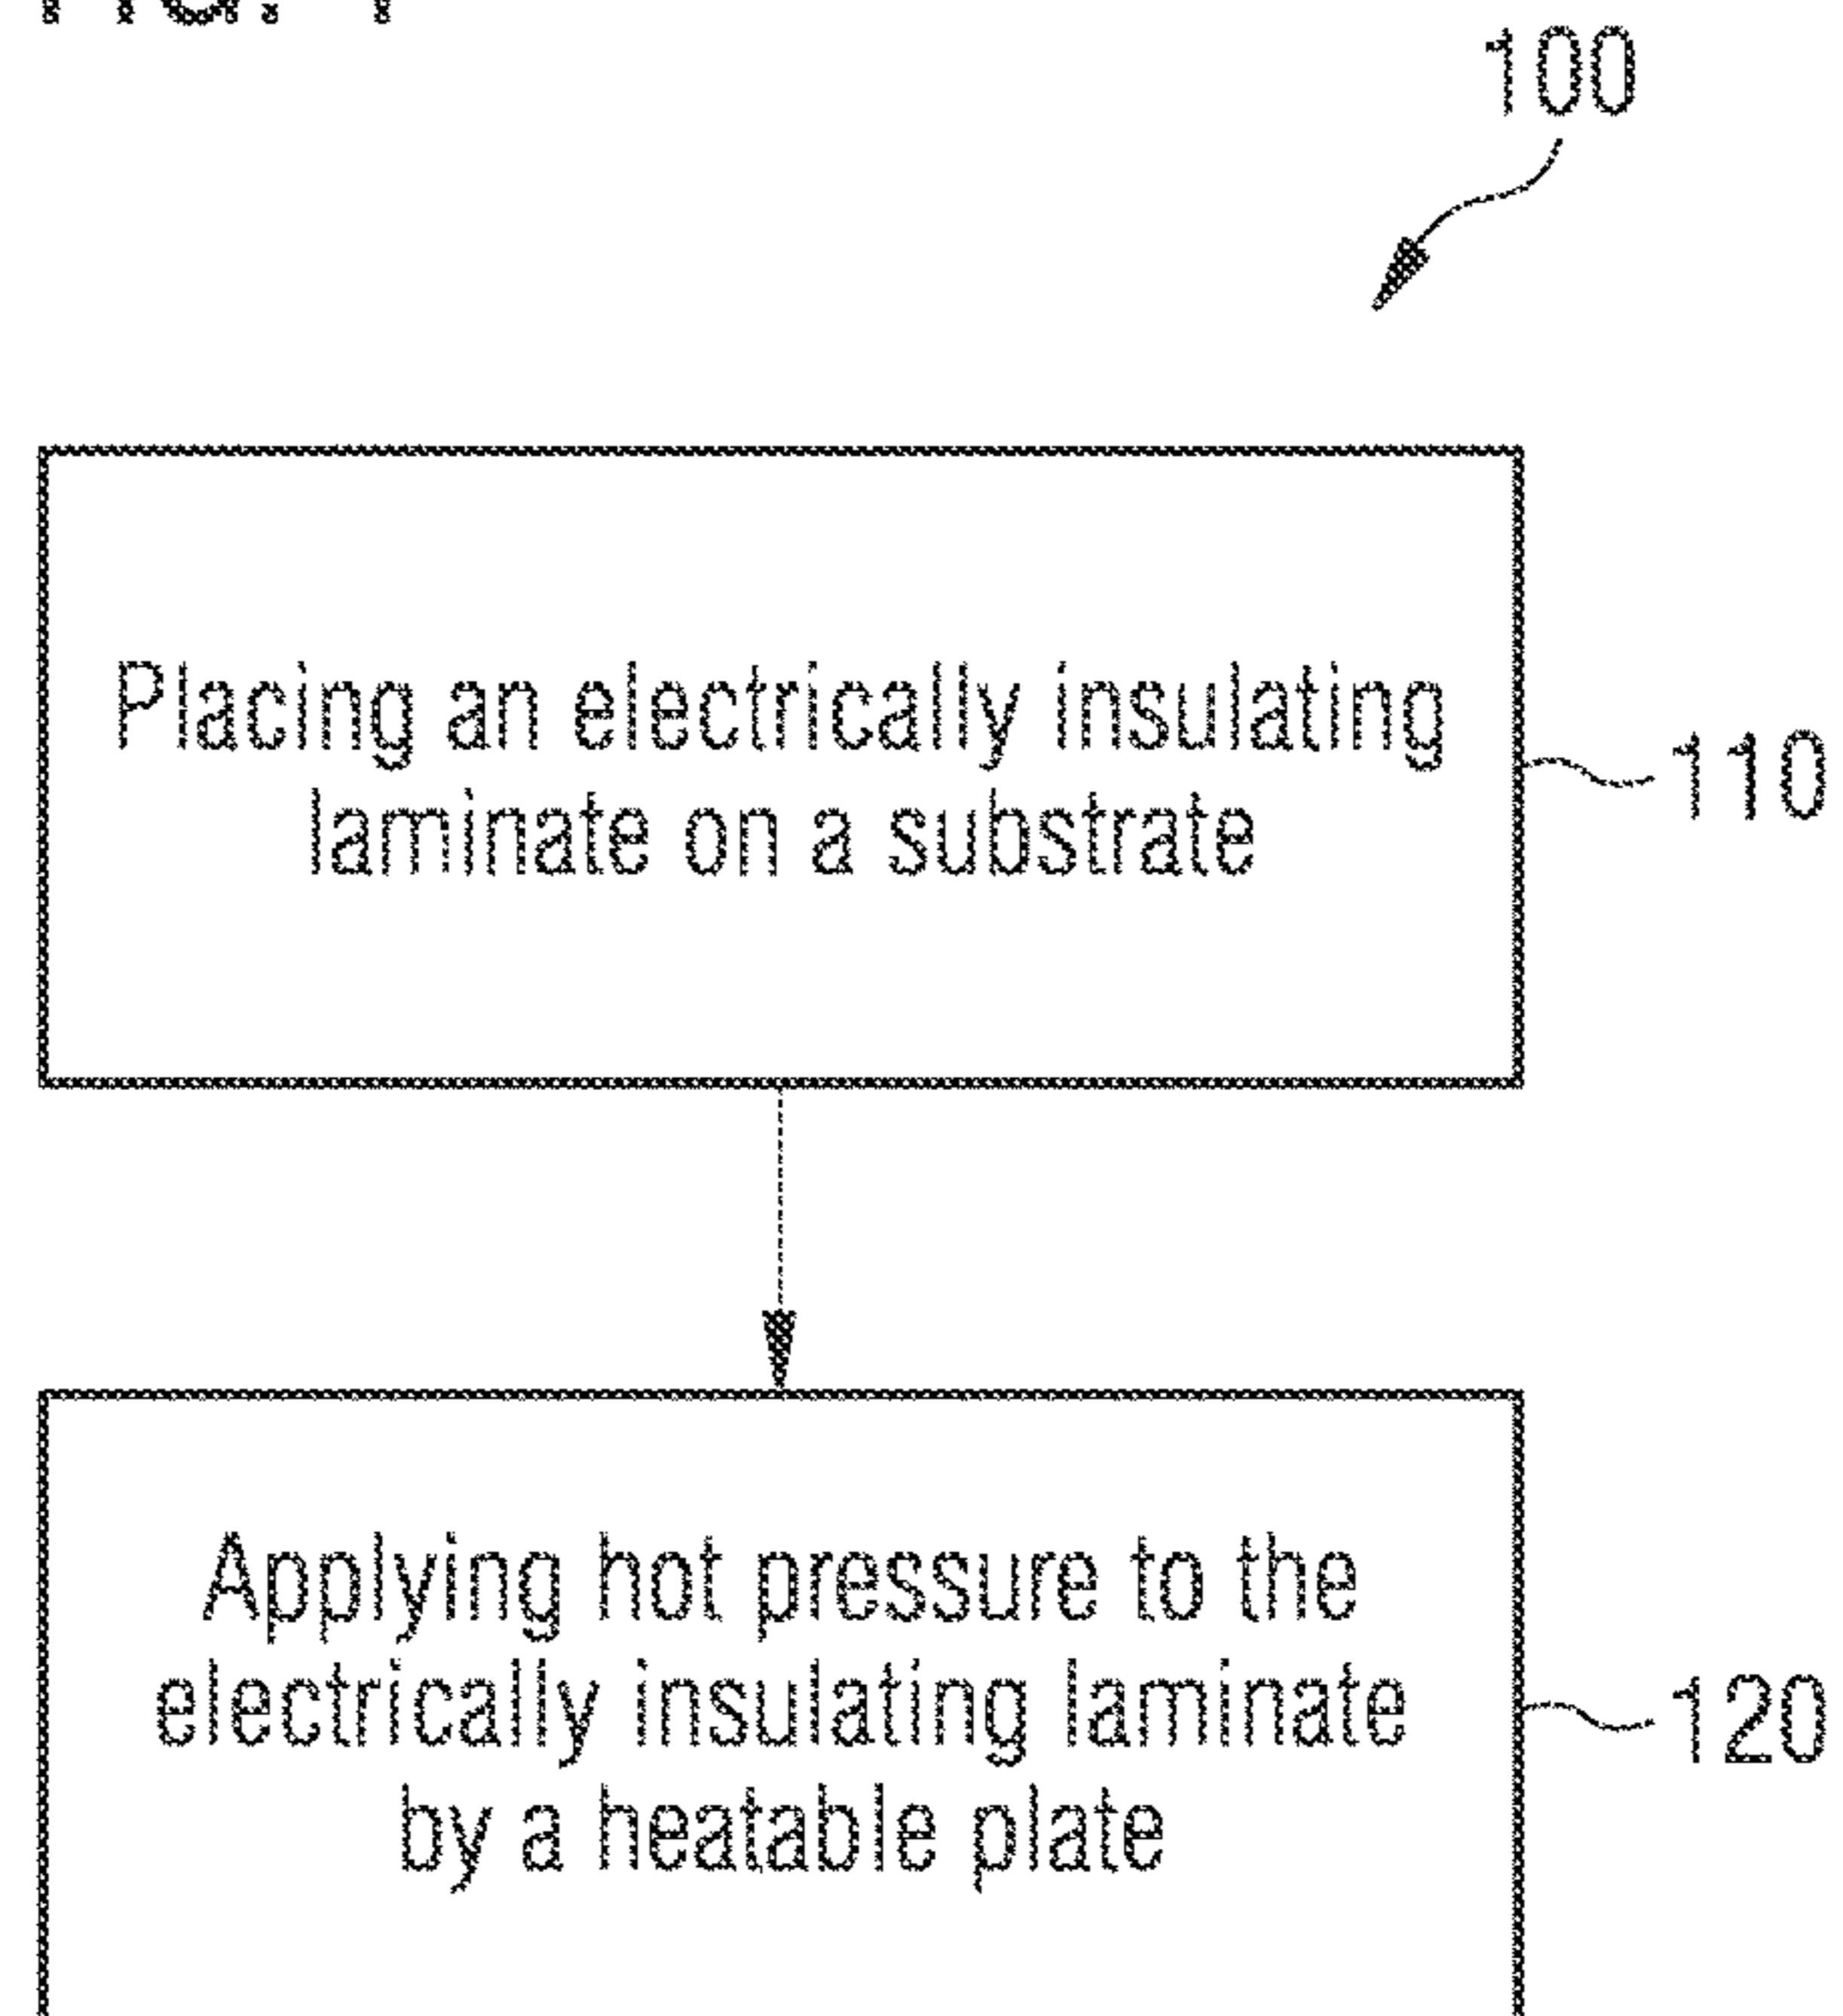 100
Placing an electrically insulating
laminate on a substrate
110
Applying hot pressure to the
electrically insulating laminate
by a heatable plate
120